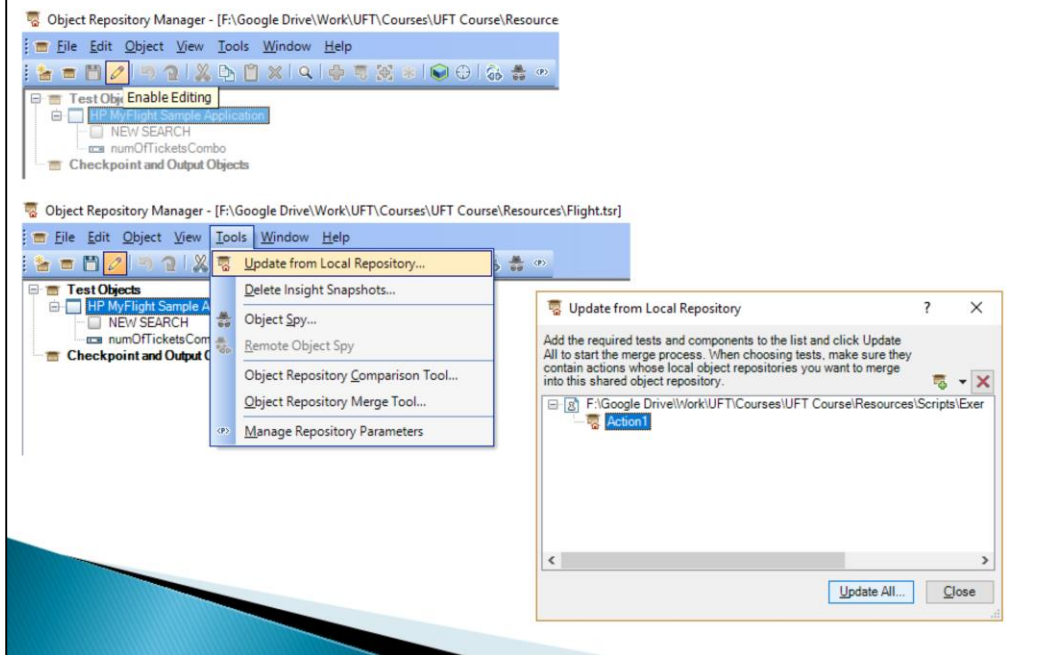 Object Repository Manager - [F:\Google Drive\Work\UFT\Courses\UFT Course\Resource
File Edit Object View Tools Window Help
Test Obj
Enable Editing
HP MyFlight Sample Application
NEW SEARCH
numOfTicketsCombo
Checkpoint and Output Objects
Object Repository Manager - [F:\Google Drive\Work\UFT\Courses\UFT Course\Resources\Flight.tsr]
File Edit Object View Tools Window Help
Test Objects
HP MyFlight Sample A
NEW SEARCH
numOfTicketsCom
Checkpoint and Output O
Update from Local Repository...
Delete Insight Snapshots...
Object Spy...
Remote Object Spy
Object Repository Comparison Tool...
Object Repository Merge Tool...
<P> Manage Repository Parameters
Update from Local Repository ? X
Add the required tests and components to the list and click Update
All to start the merge process. When choosing tests, make sure they
contain actions whose local object repositories you want to merge
into this shared object repository.
F:\Google Drive\Work\UFT\Courses\UFT Course\Resources\Scripts\Exer
Action1
Update All... Close